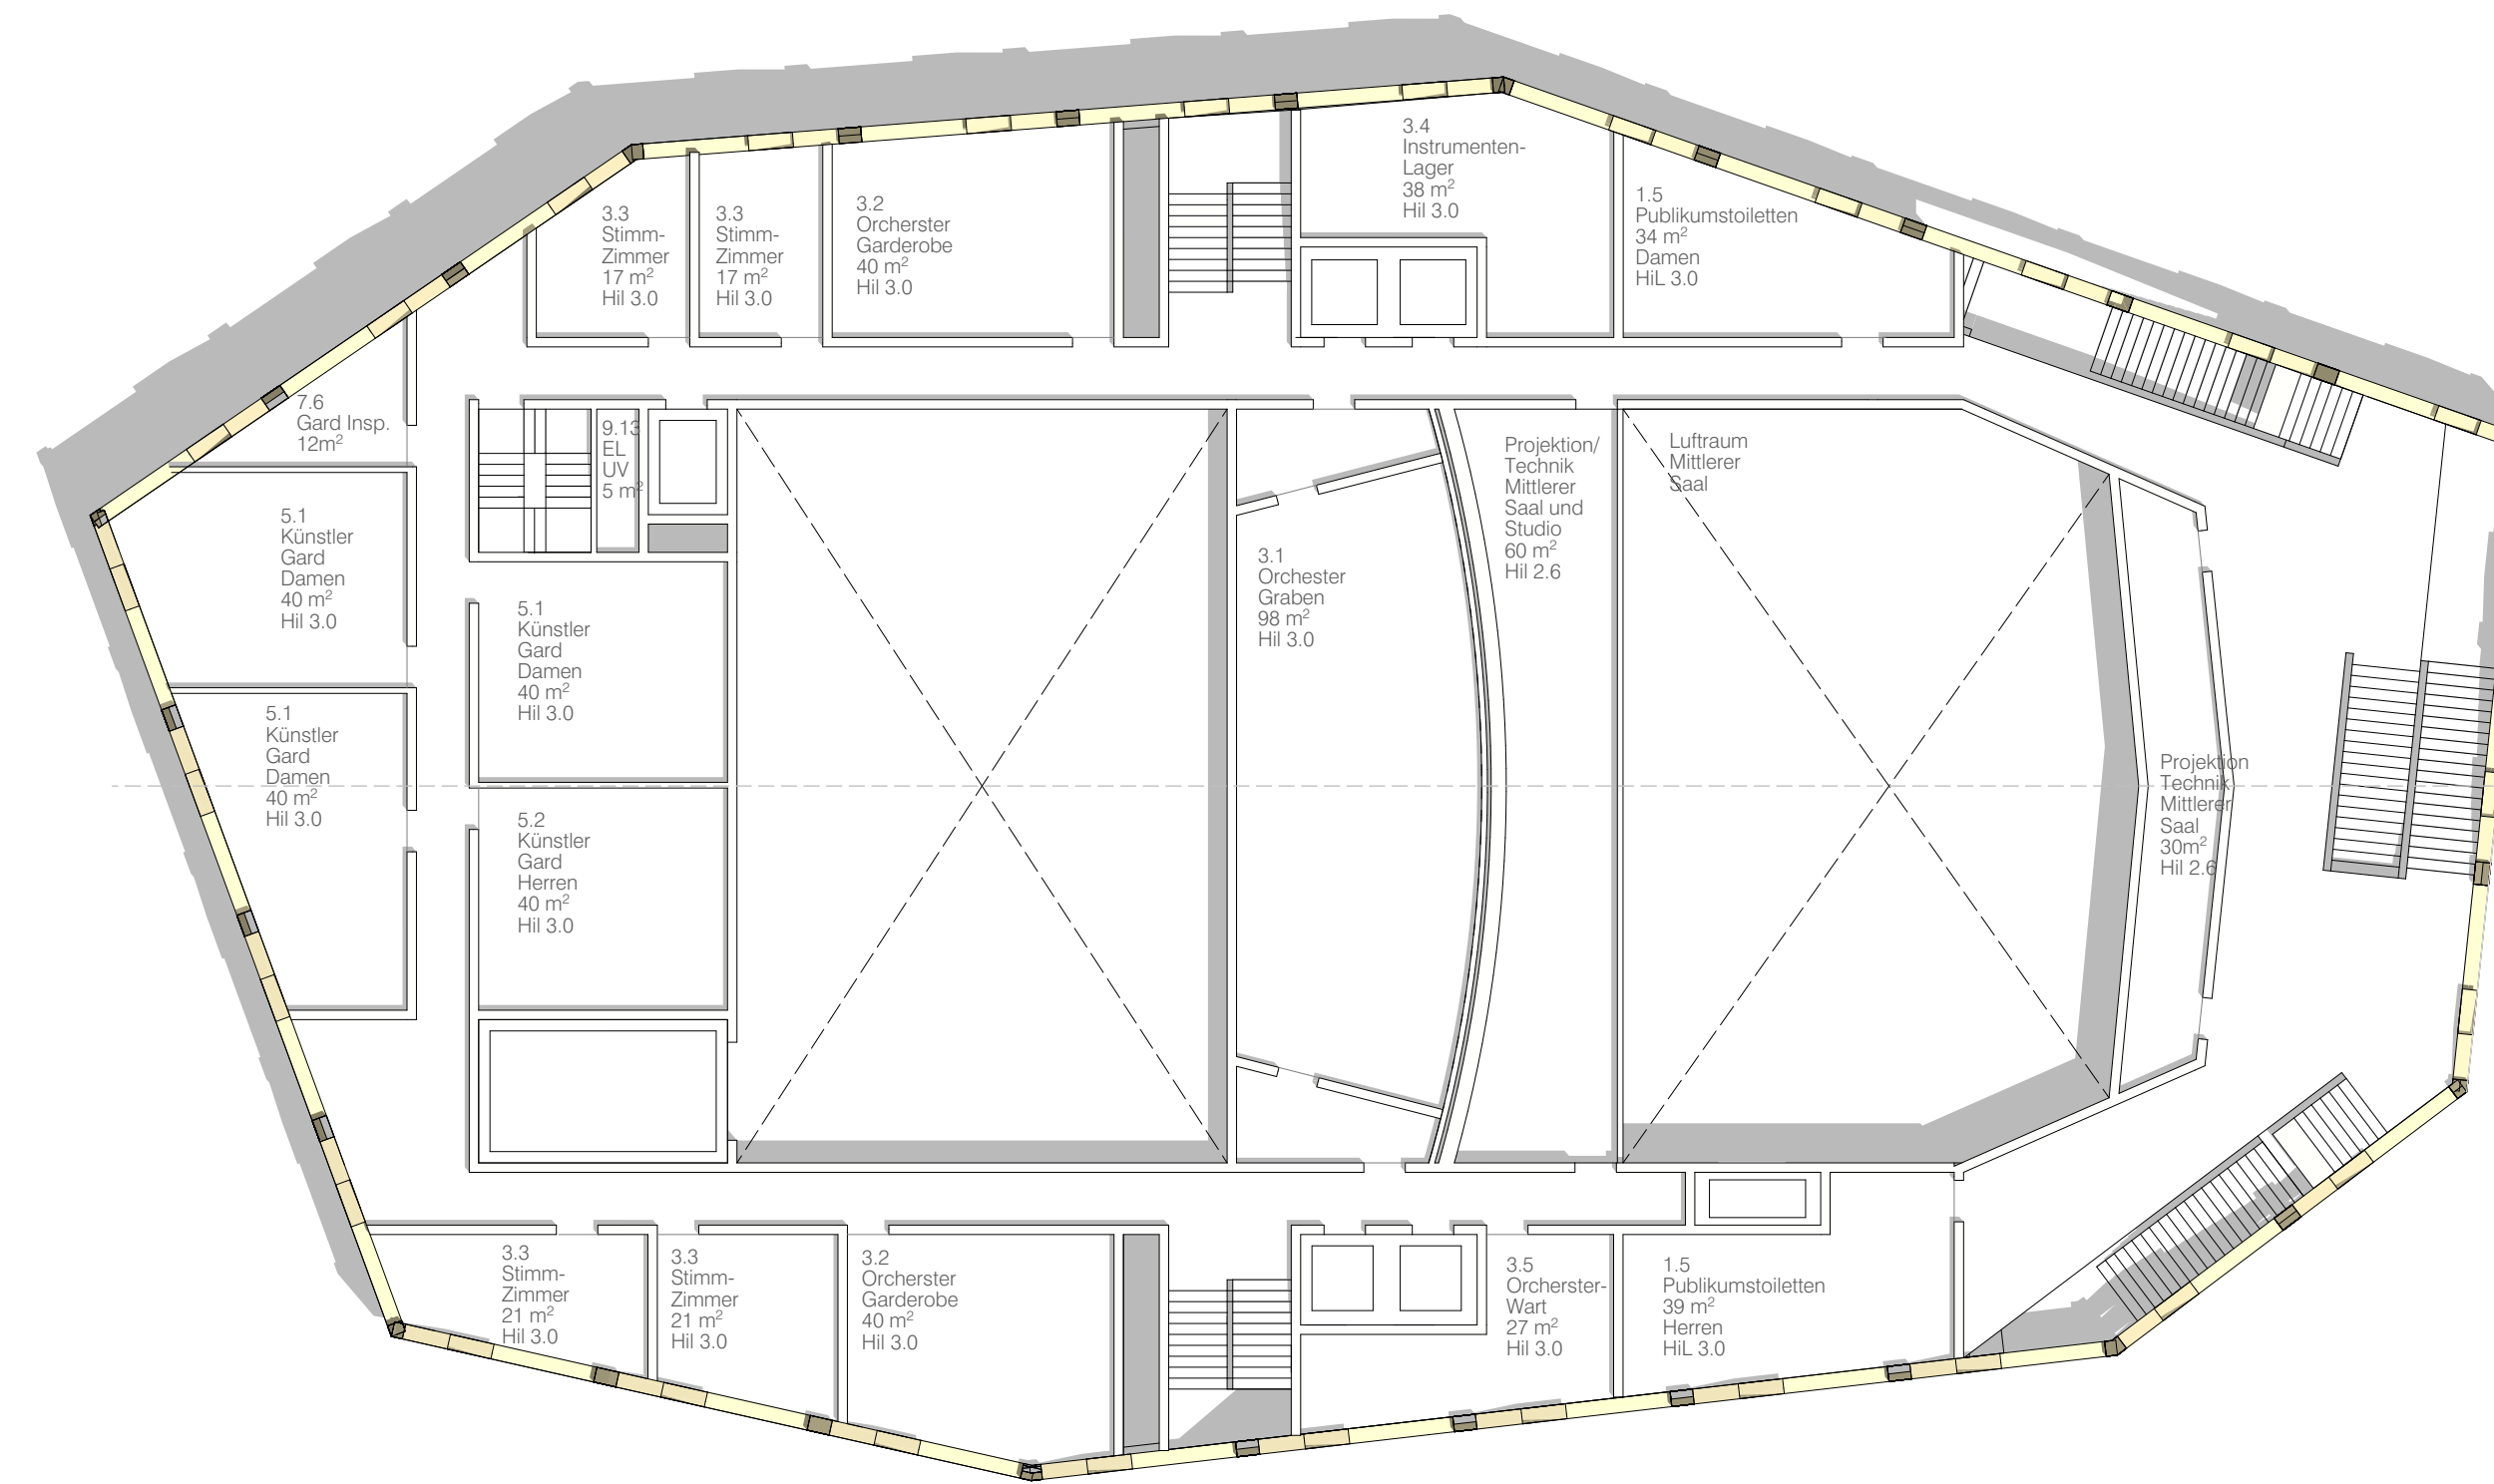 3.4
Instrumenten-
Lager
38 m²
Hil 3.0
1.5
Publikumstoiletten
34 m²
Damen
HiL 3.0
3.3
Stimm-
Zimmer
17 m²
Hil 3.0
3.3
Stimm-
Zimmer
17 m²
Hil 3.0
3.2
Orcherster
Garderobe
40 m²
Hil 3.0
7.6
Gard Insp.
12m²
9.13
EL
UV
5 m²
Projektion/
Technik
Mittlerer
Saal und
Studio
60 m²
Hil 2.6
Luftraum
Mittlerer
Saal
5.1
Künstler
Gard
Damen
40 m²
Hil 3.0
3.1
Orchester
Graben
98 m²
Hil 3.0
5.1
Künstler
Gard
Damen
40 m²
Hil 3.0
5.1
Künstler
Gard
Damen
40 m²
Hil 3.0
Projektion
Technik
Mittlerer
Saal
30m²
Hil 2.6
5.2
Künstler
Gard
Herren
40 m²
Hil 3.0
3.3
Stimm-
Zimmer
21 m²
Hil 3.0
3.3
Stimm-
Zimmer
21 m²
Hil 3.0
3.2
Orcherster
Garderobe
40 m²
Hil 3.0
3.5
Orcherster-
Wart
27 m²
Hil 3.0
1.5
Publikumstoiletten
39 m²
Herren
HiL 3.0